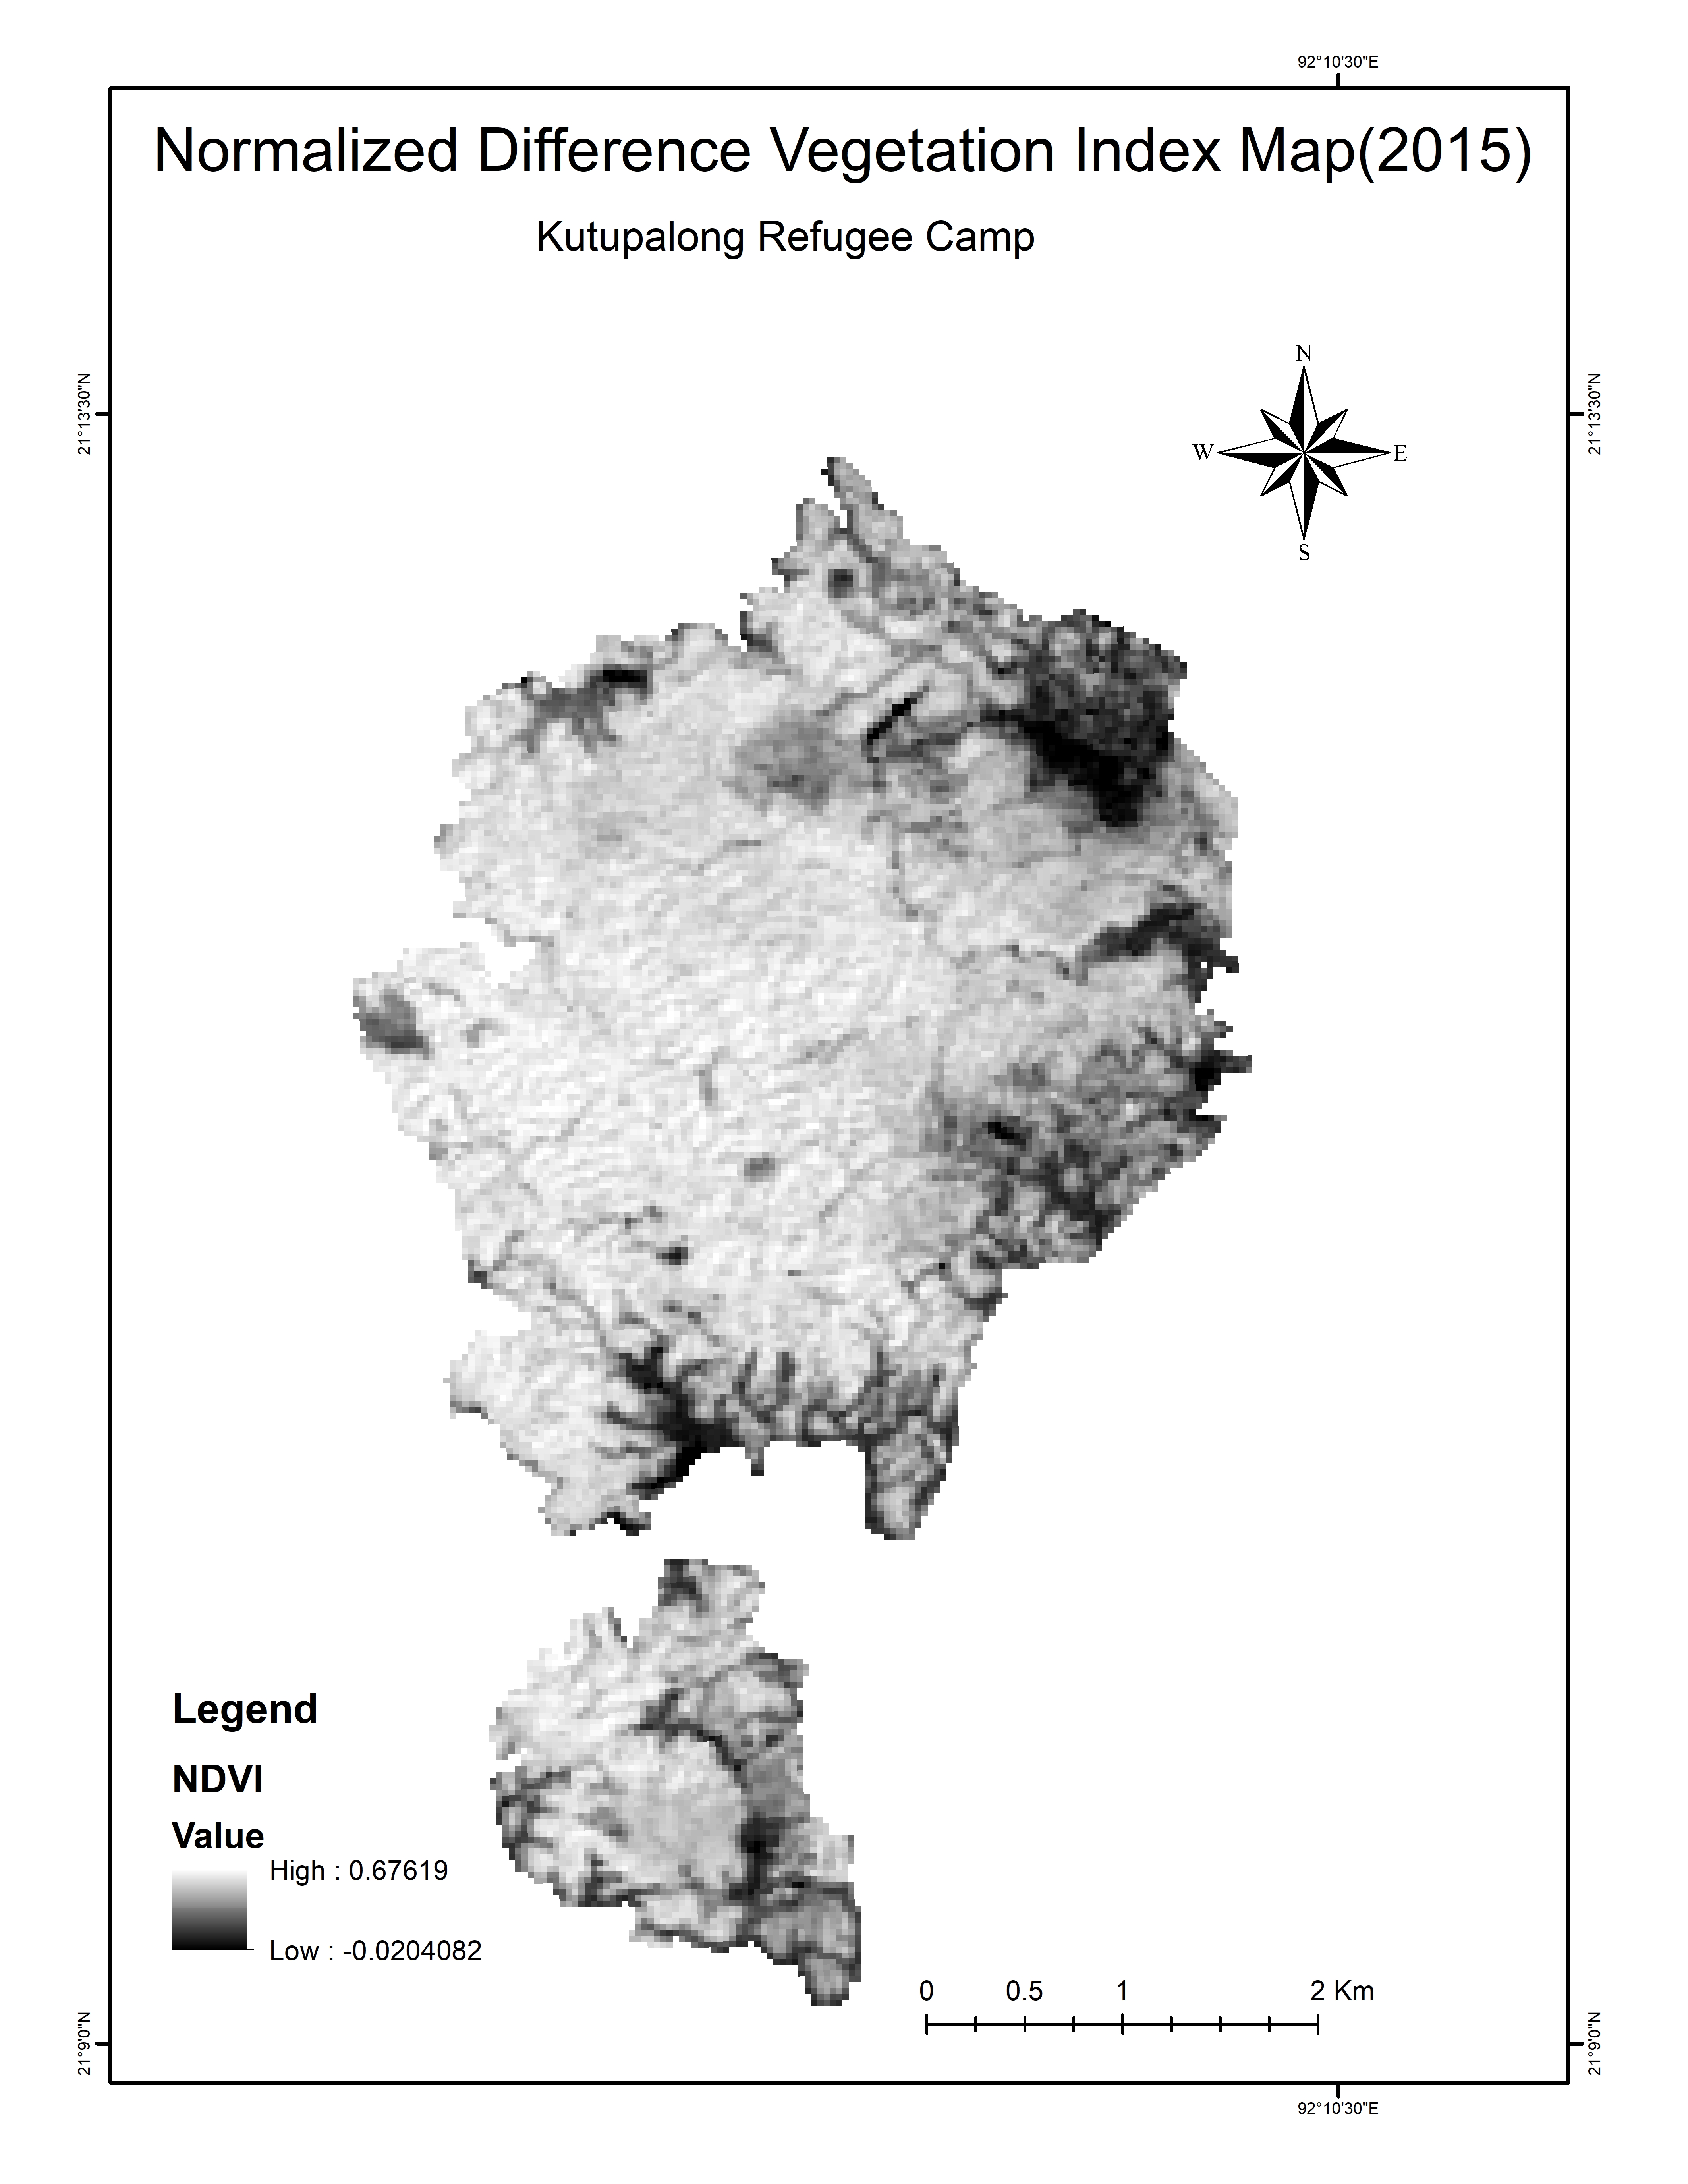 92°10'30"E
Normalized Difference Vegetation Index Map(2015)
Kutupalong Refugee Camp
N
21°13'30"N
21°13'30"N
W
E
S
Legend
NDVI
Value
High : 0.67619
Low : -0.0204082
0 0.5 1 2 Km
21°9'0"N
21°9'0"N
92°10'30"E